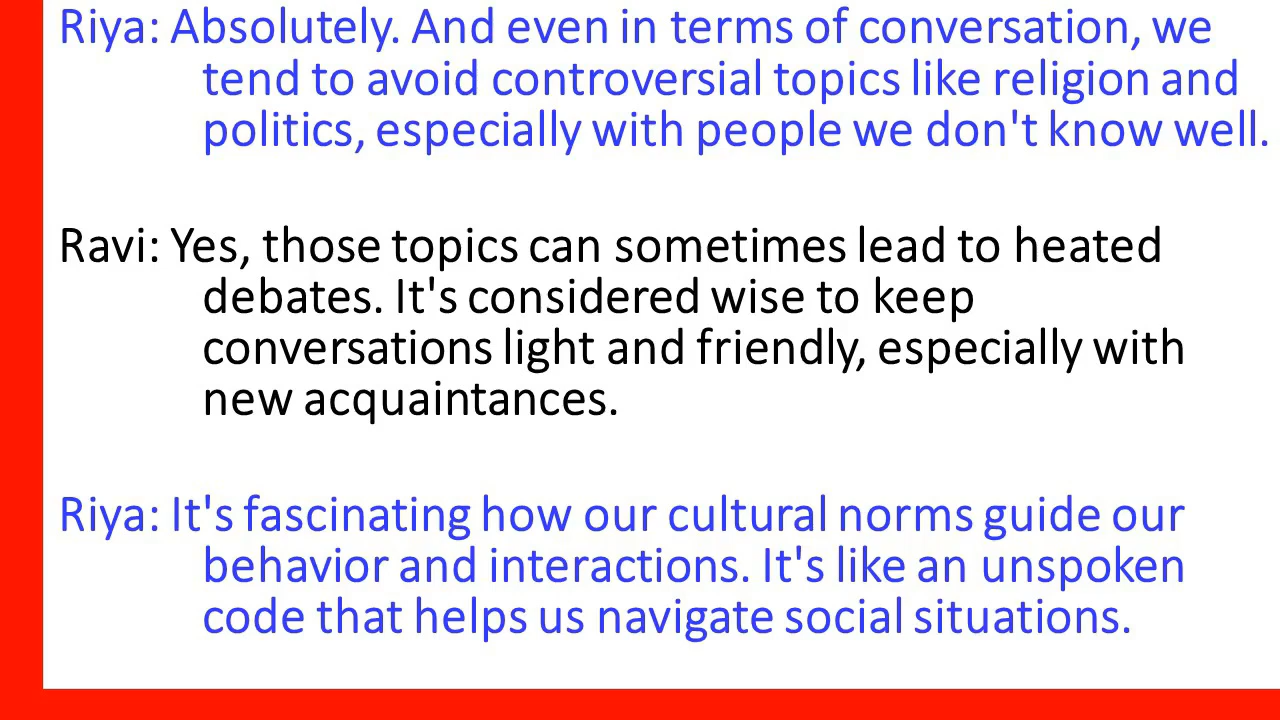 Riya: Absolutely. And even in terms of conversation, we
tend to avoid controversial topics like religion and
politics, especially with people we don't know well.
Ravi: Yes, those topics can sometimes lead to heated
debates. It's considered wise to keep
conversations light and friendly, especially with
new acquaintances.
Riya: It's fascinating how our cultural norms guide our
behavior and interactions. It's like an unspoken
code that helps us navigate social situations.